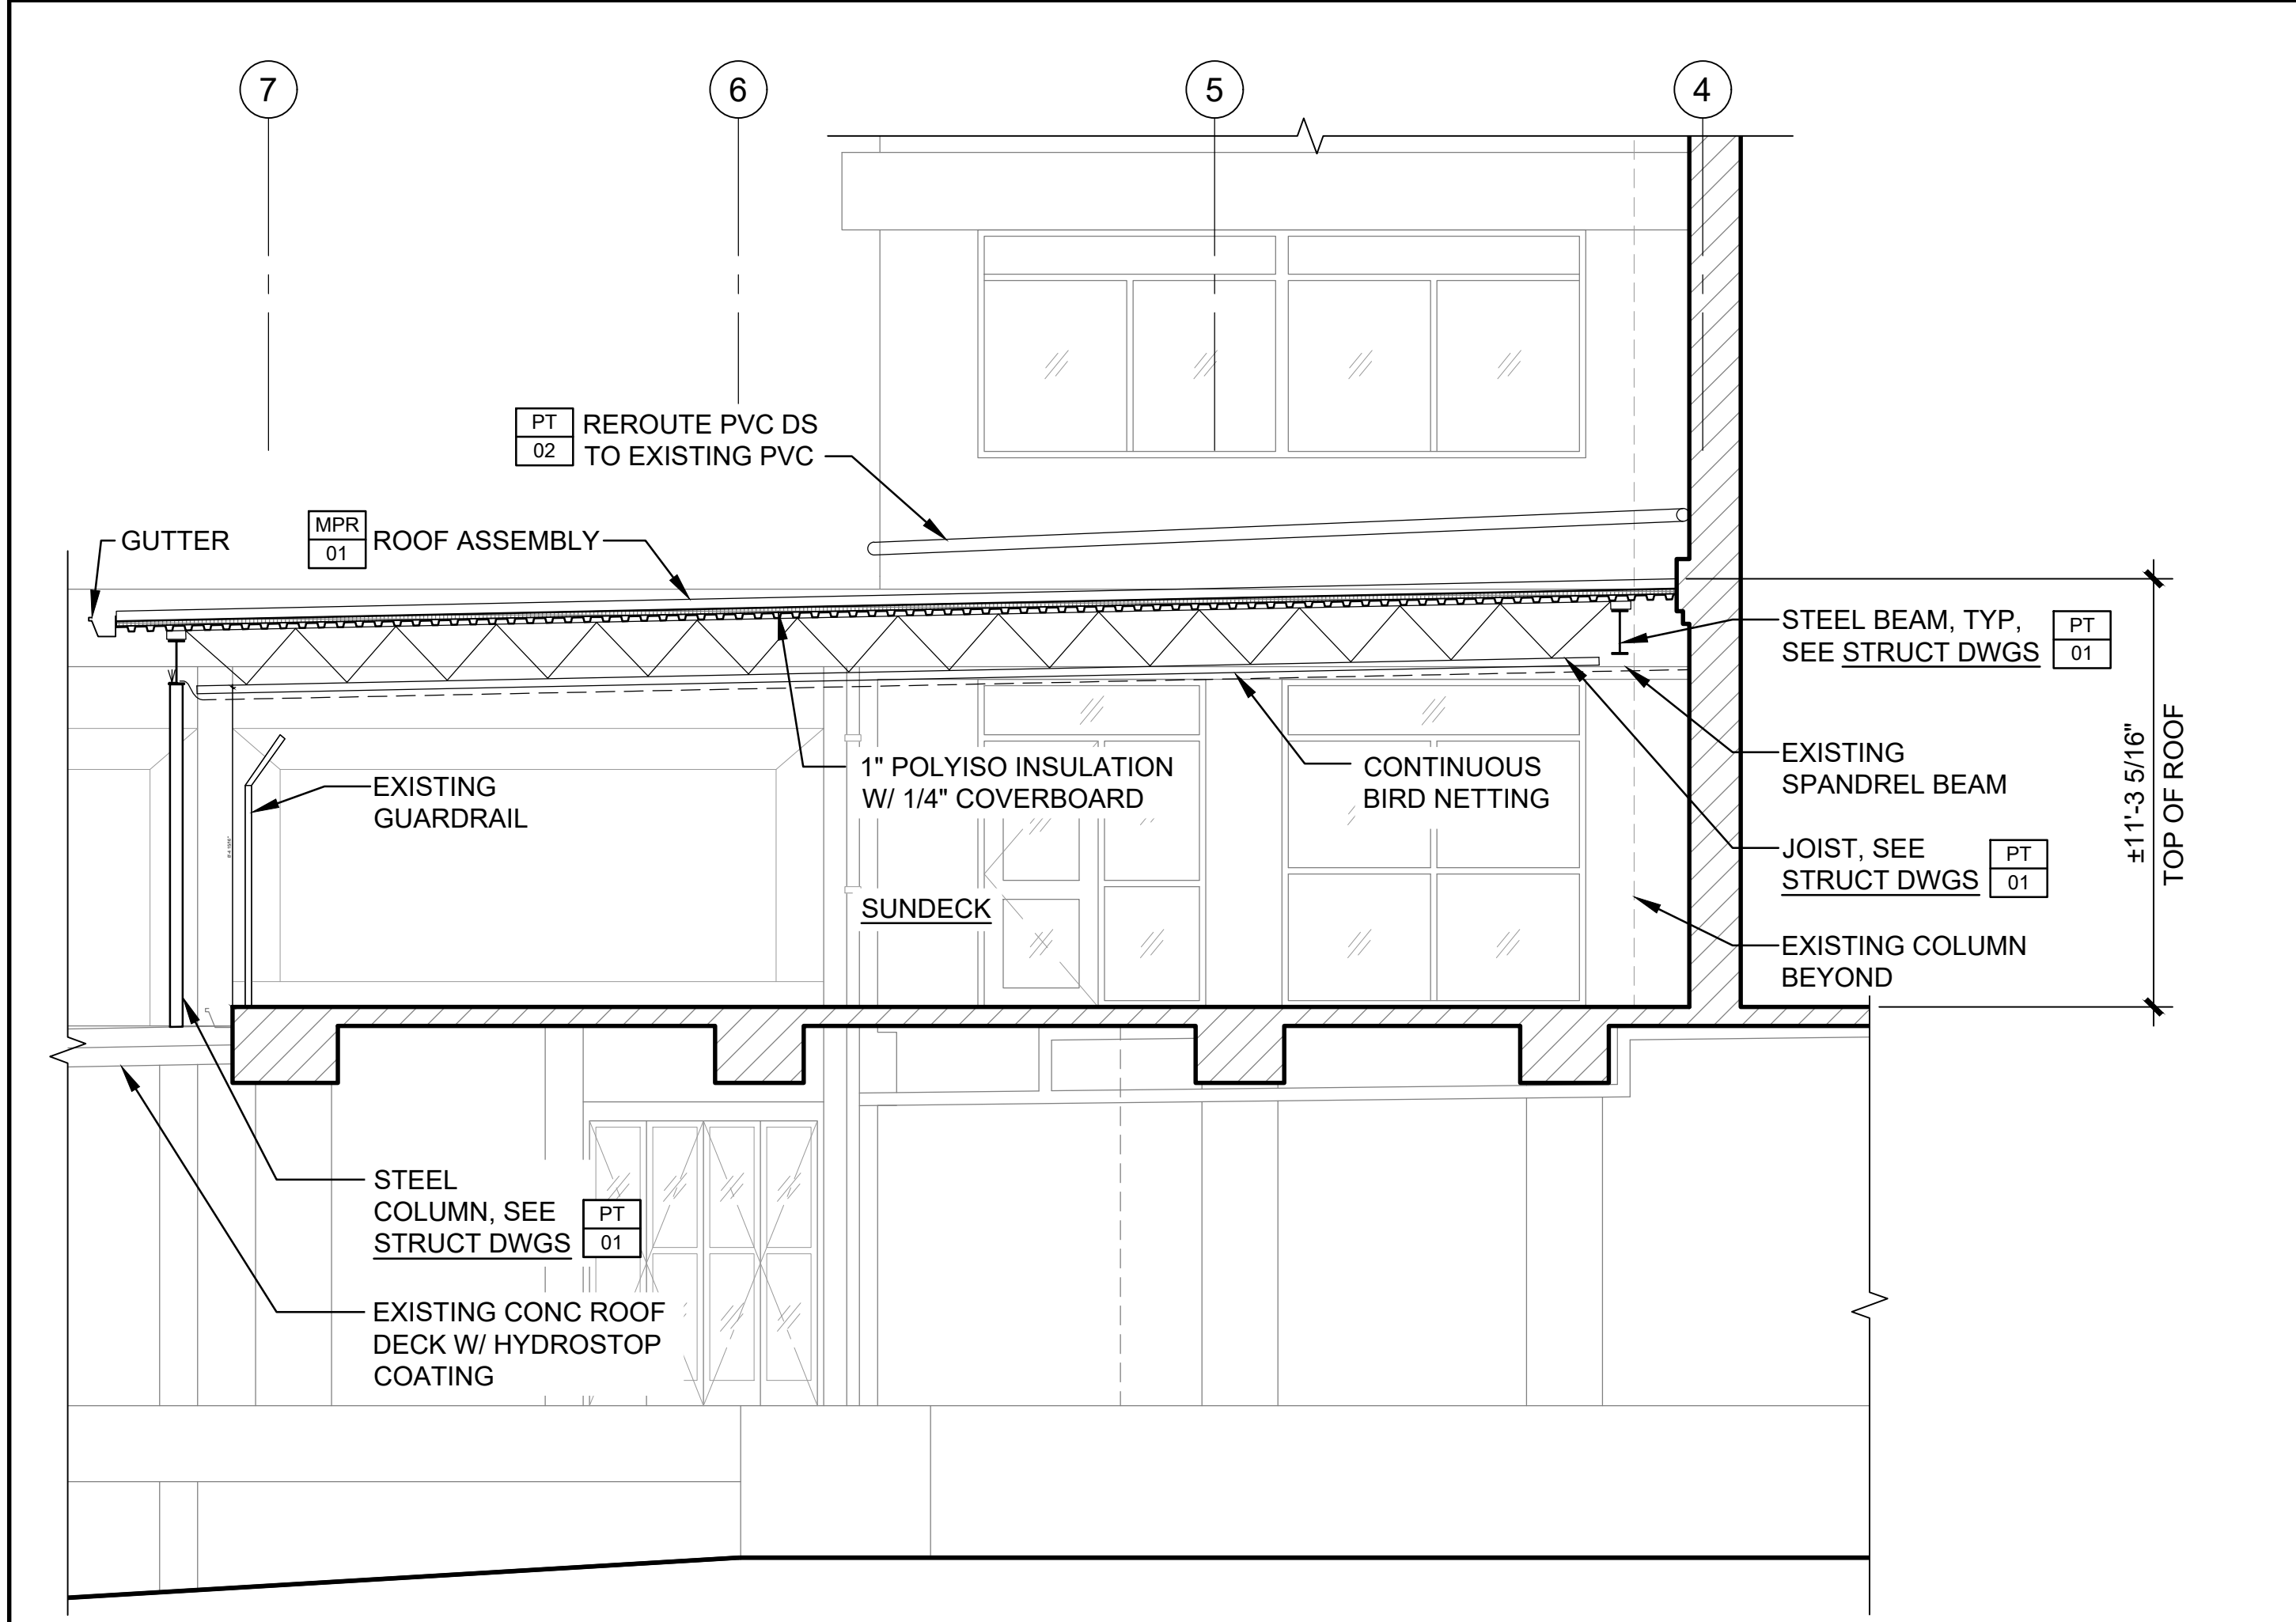 7
6
5
4
PT
02
REROUTE PVC DS
TO EXISTING PVC
GUTTER
MPR
01
ROOF ASSEMBLY
STEEL BEAM, TYP,
SEE STRUCT DWGS
PT
01
EXISTING
SPANDREL BEAM
±11'-3 5/16"
TOP OF ROOF
1" POLYISO INSULATION
W/ 1/4" COVERBOARD
CONTINUOUS
BIRD NETTING
EXISTING
GUARDRAIL
JOIST, SEE
STRUCT DWGS
PT
01
SUNDECK
EXISTING COLUMN
BEYOND
STEEL
COLUMN, SEE
STRUCT DWGS
PT
01
EXISTING CONC ROOF
DECK W/ HYDROSTOP
COATING